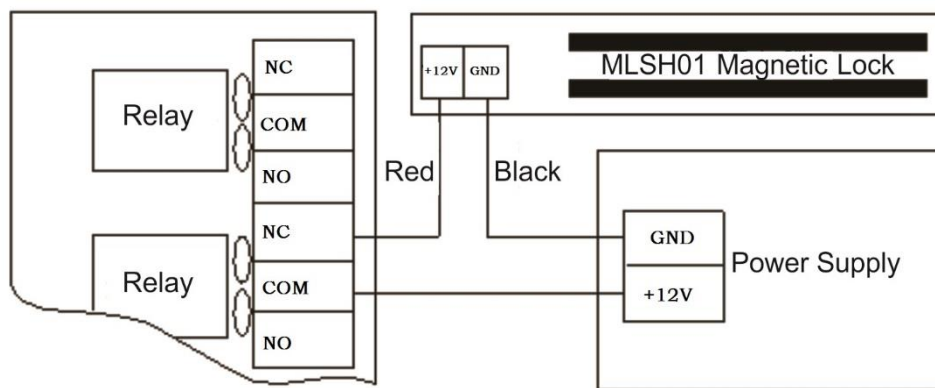 NC
Relay
COM
NO
NC
Relay
COM
NO
+12V GND
MLSH01 Magnetic Lock
Red
Black
GND
Power Supply
+12V